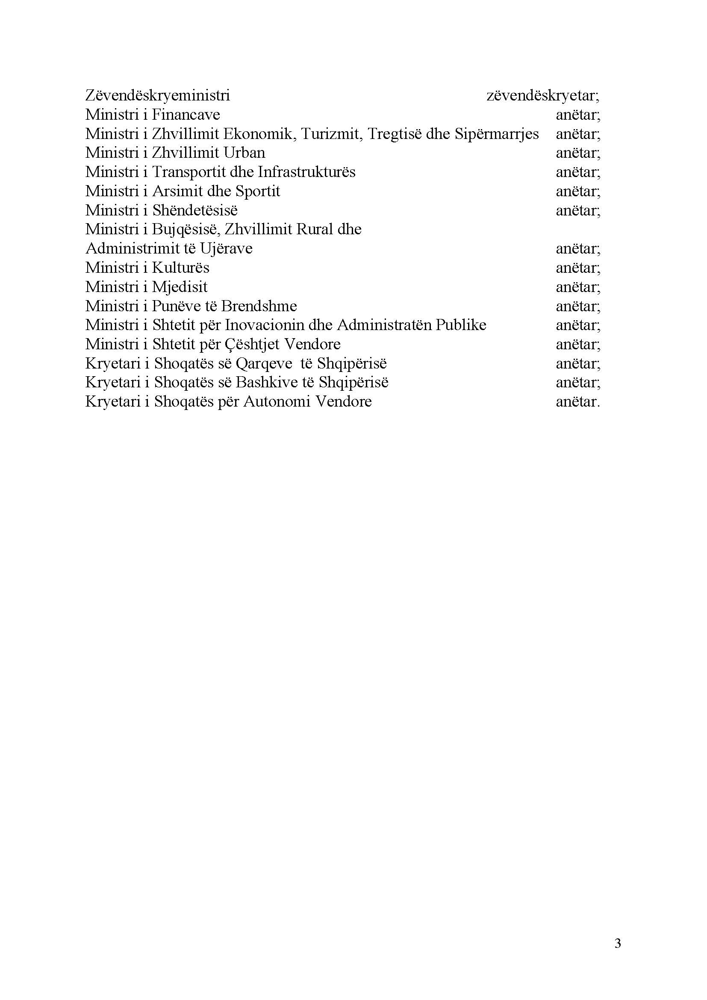 Zëvendëskryeministri zëvendëskryetar;
Ministri i Financave anëtar;
Ministri i Zhvillimit Ekonomik, Turizmit, Tregtisë dhe Sipërmarrjes anëtar;
Ministri i Zhvillimit Urban anëtar;
Ministri i Transportit dhe Infrastrukturës anëtar;
Ministri i Arsimit dhe Sportit anëtar;
Ministri i Shëndetësisë anëtar;
Ministri i Bujqësisë, Zhvillimit Rural dhe
Administrimit të Ujërave anëtar;
Ministri i Kulturës anëtar;
Ministri i Mjedisit anëtar;
Ministri i Punëve të Brendshme anëtar;
Ministri i Shtetit për Inovacionin dhe Administratën Publike anëtar;
Ministri i Shtetit për Çështjet Vendore anëtar;
Kryetari i Shoqatës së Qarqeve  të Shqipërisë anëtar;
Kryetari i Shoqatës së Bashkive të Shqipërisë anëtar;
Kryetari i Shoqatës për Autonomi Vendore anëtar.
3